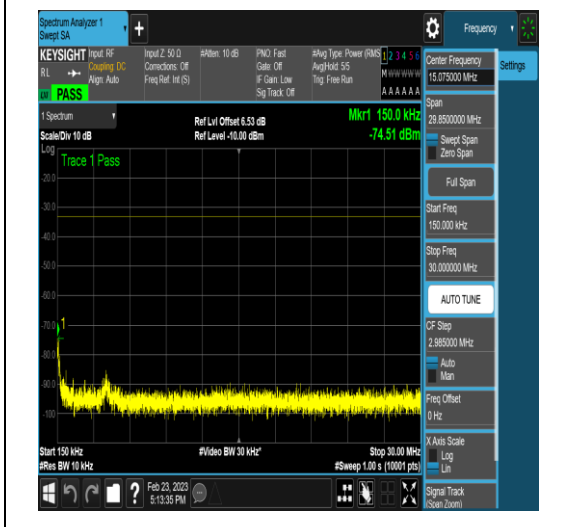 Spectrum Analyzer 1
Swept SA
+
Frequency
KEYSIGHT
RL
PASS
Input: RF
Coupling: DC
Align: Auto
Input Z: 50 Ω
Corrections: Off
Freq Ref: Int (S)
#Atten: 10 dB
PNO: Fast
Gate: Off
IF Gain: Low
Sig Track: Off
#Avg Type: Power (RMS
Avg|Hold: 5/5
Trig: Free Run
1 2 3 4 5 6
M W W W W W
A A A A A A
1 Spectrum
Scale/Div 10 dB
Log
Ref Lvl Offset 6.53 dB
Ref Level -10.00 dBm
Mkr1 150.0 kHz
-74.51 dBm
Trace 1 Pass
-20.0
-30.0
-40.0
-50.0
-60.0
-70.0
-80.0
-90.0
-100
1
Start 150 kHz
#Res BW 10 kHz
#Video BW 30 kHz*
Stop 30.00 MHz
#Sweep 1.00 s (10001 pts)
?
Feb 23, 2023
5:13:35 PM
Center Frequency
15.075000 MHz
Settings
Span
29.8500000 MHz
Swept Span
Zero Span
Full Span
Start Freq
150.000 kHz
Stop Freq
30.000000 MHz
AUTO TUNE
CF Step
2.985000 MHz
Auto
Man
Freq Offset
0 Hz
X Axis Scale
Log
Lin
Signal Track
(Span Zoom)